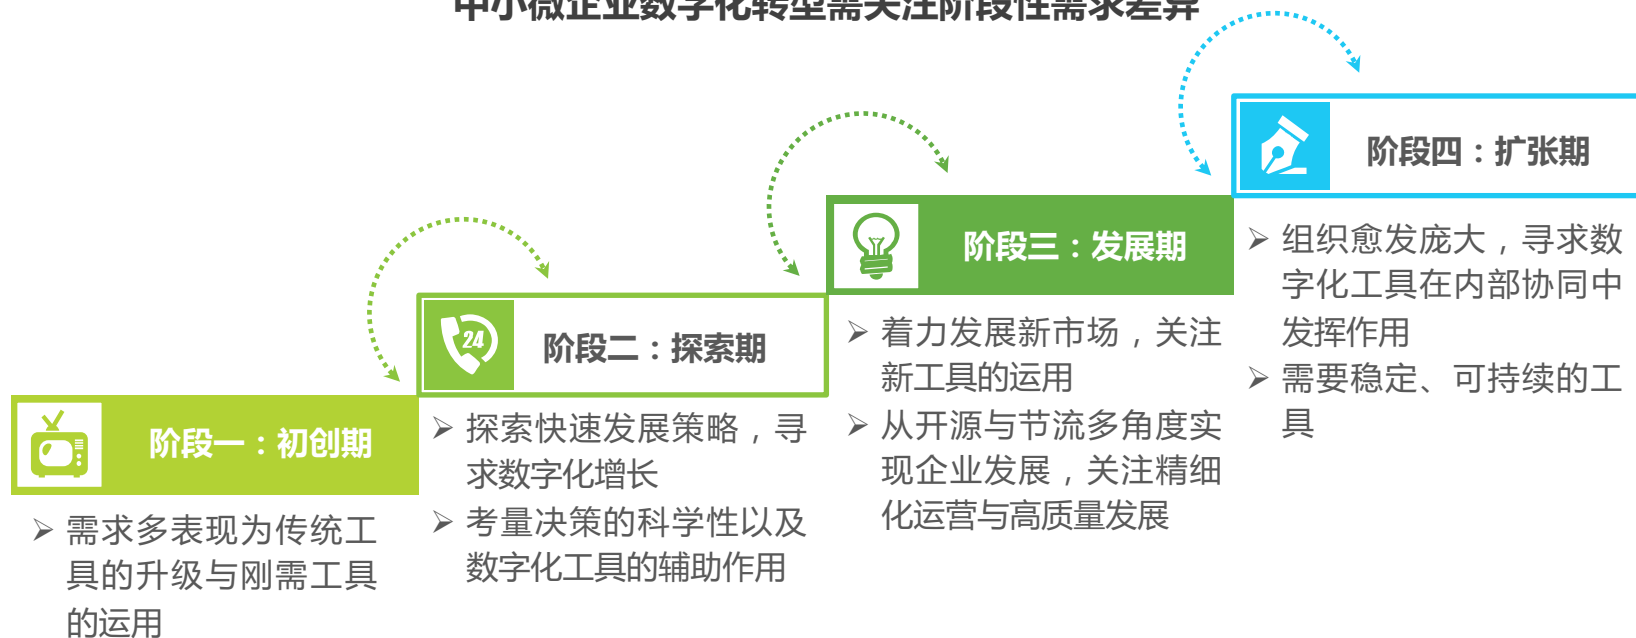 中小微企业数字化转型需关注阶段性需求差异
阶段一：初创期
需求多表现为传统工
具的升级与刚需工具
的运用
24
阶段二：探索期
探索快速发展策略，寻
求数字化增长
考量决策的科学性以及
数字化工具的辅助作用
阶段三：发展期
着力发展新市场，关注
新工具的运用
从开源与节流多角度实
现企业发展，关注精细
化运营与高质量发展
阶段四：扩张期
组织愈发庞大，寻求数
字化工具在内部协同中
发挥作用
需要稳定、可持续的工
具